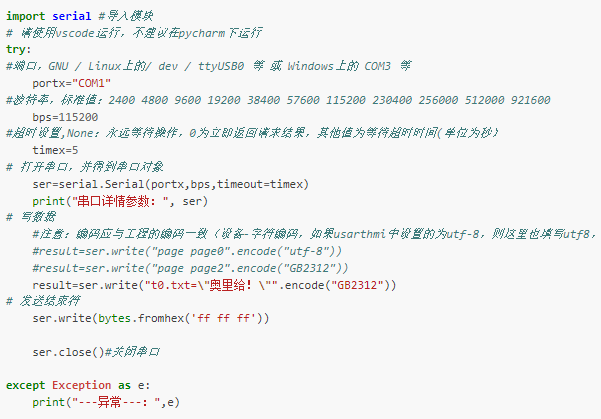 import serial #导入模块
# 请使用vscode运行，不建议在pycharm下运行
try:
#端口，GNU / Linux上的/ dev / ttyUSB0 等 或 Windows上的 COM3 等
    portx="COM1"
#波特率，标准值：2400 4800 9600 19200 38400 57600 115200 230400 256000 512000 921600
    bps=115200
#超时设置,None：永远等待操作，0为立即返回请求结果，其他值为等待超时时间(单位为秒）
    timex=5
# 打开串口，并得到串口对象
    ser=serial.Serial(portx,bps,timeout=timex)
    print("串口详情参数：", ser)
# 写数据
    #注意：编码应与工程的编码一致（设备-字符编码，如果usarthmi中设置的为utf-8，则这里也填写utf8，
    #result=ser.write("page page0".encode("utf-8"))
    #result=ser.write("page page2".encode("GB2312"))
    result=ser.write("t0.txt=\"奥里给！\"".encode("GB2312"))
# 发送结束符
    ser.write(bytes.fromhex('ff ff ff'))
    ser.close()#关闭串口
except Exception as e:
    print("---异常---：",e)